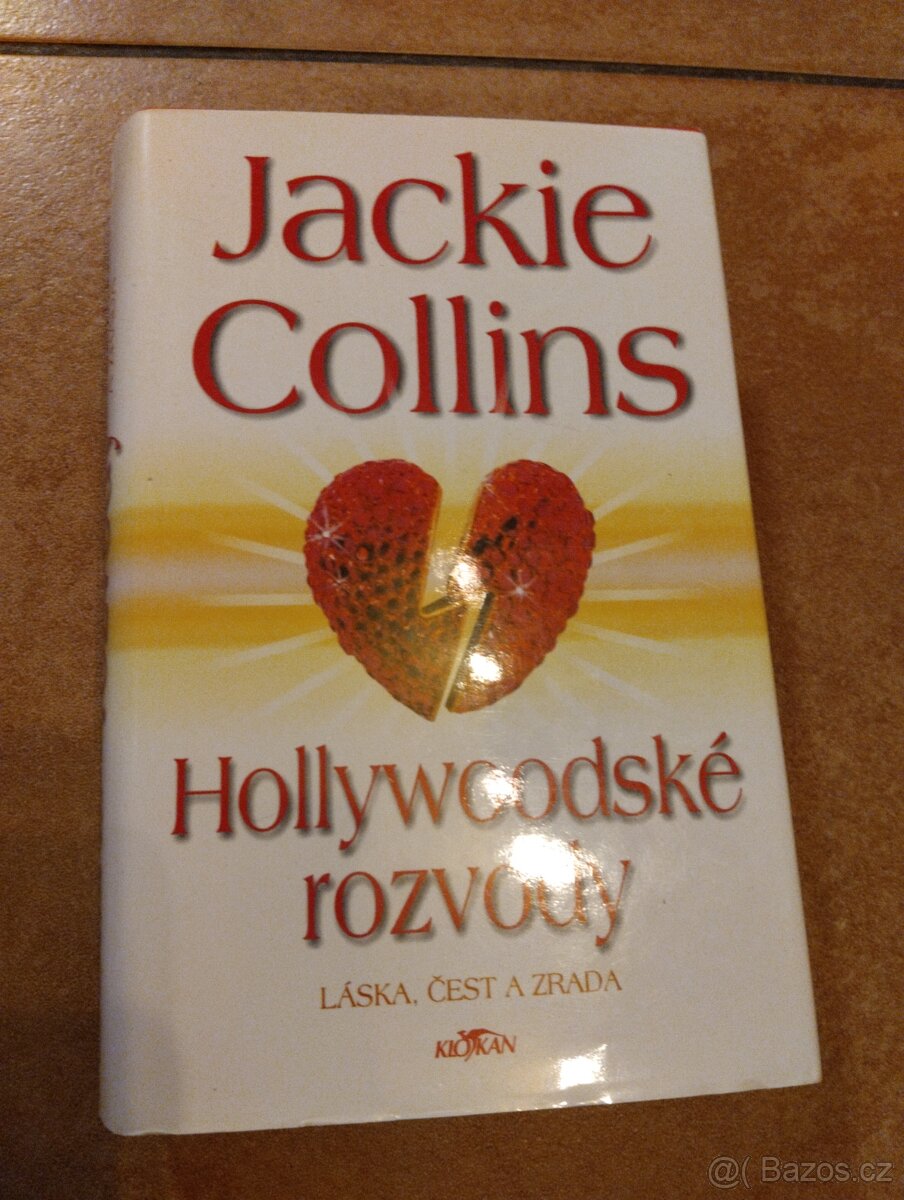 Jackie
Collins
Hollywoodské
rozvody
LÁSKA, ČEST A ZRADA
KLOKAN
@( Bazos.cz